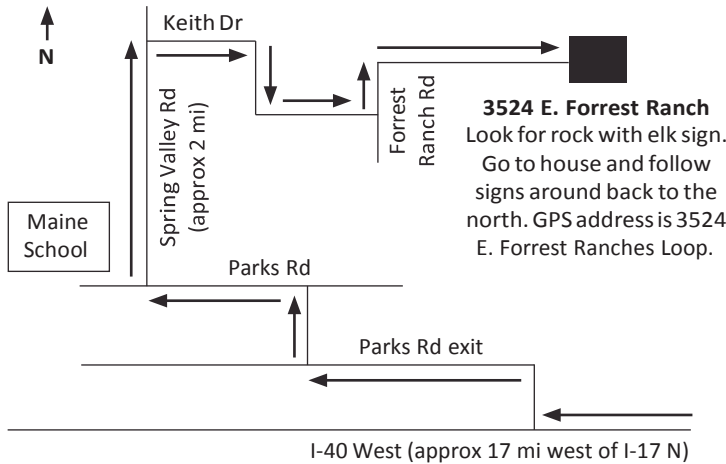 Keith Dr
N
Spring Valley Rd
(approx 2 mi)
Forrest
Ranch Rd
3524 E. Forrest Ranch
Look for rock with elk sign.
Go to house and follow
signs around back to the
north. GPS address is 3524
E. Forrest Ranches Loop.
Maine
School
Parks Rd
Parks Rd exit
I-40 West (approx 17 mi west of I-17 N)